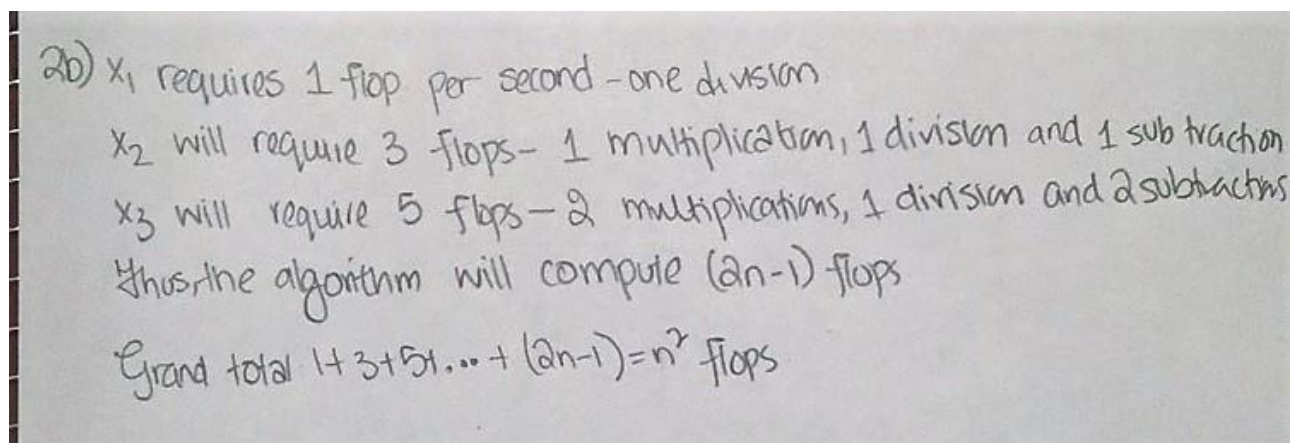 2b) x₁ requires 1 flop per second - one division
x₂ will require 3 flops - 1 multiplication, 1 division and 1 subtraction
x₃ will require 5 flops - 2 multiplications, 1 division and 2 subtractions
Thus, the algorithm will compute (2n-1) flops
Grand total 1+3+5+...+(2n-1)=n² flops